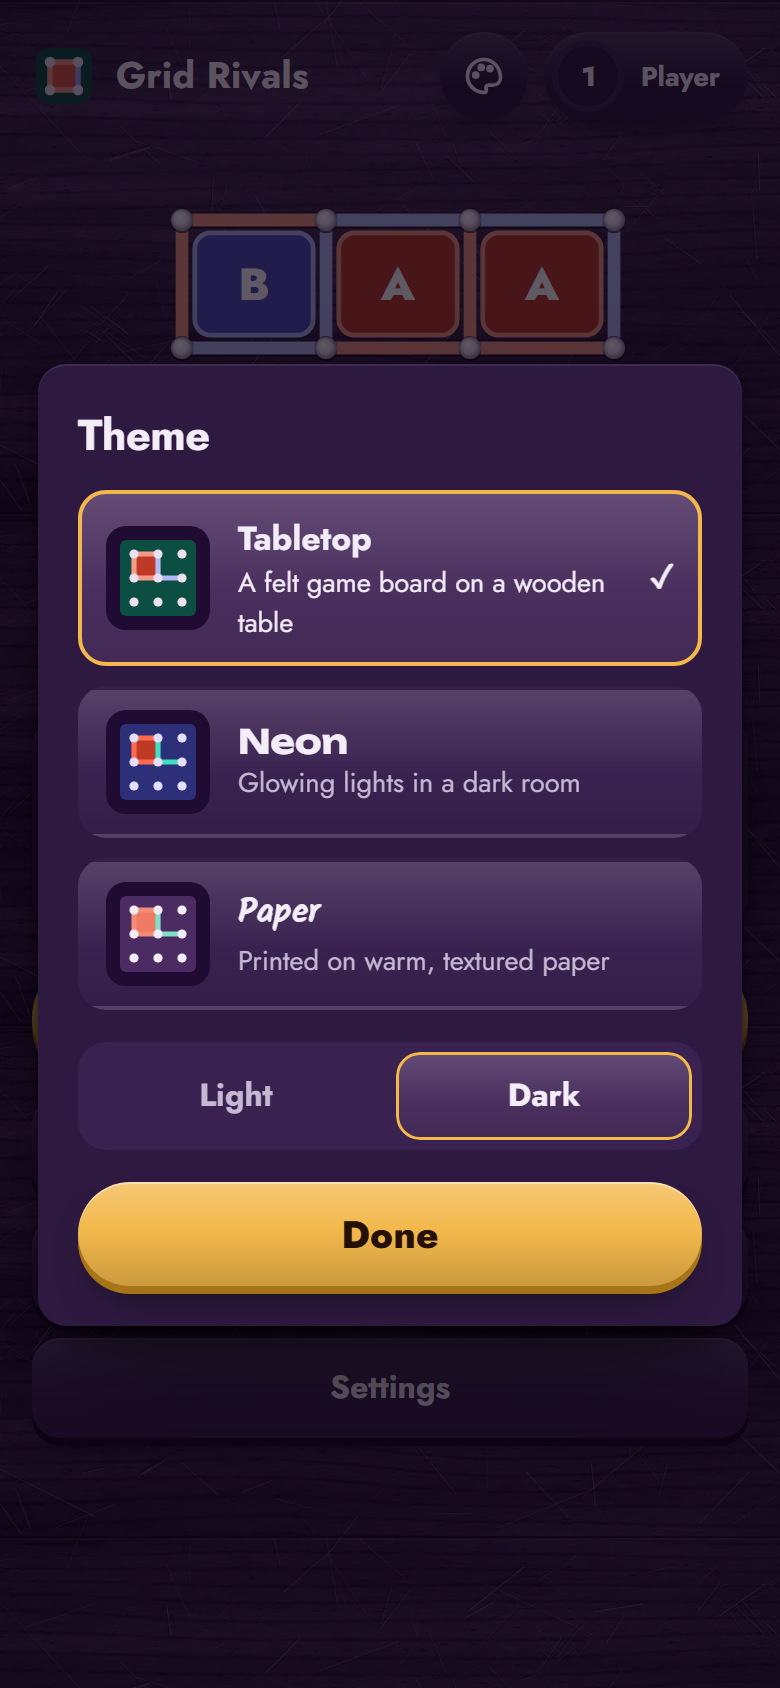 Grid Rivals
1 Player
B A A
Theme
Tabletop
A felt game board on a wooden
table
Neon
Glowing lights in a dark room
Paper
Printed on warm, textured paper
Light Dark
Done
Settings